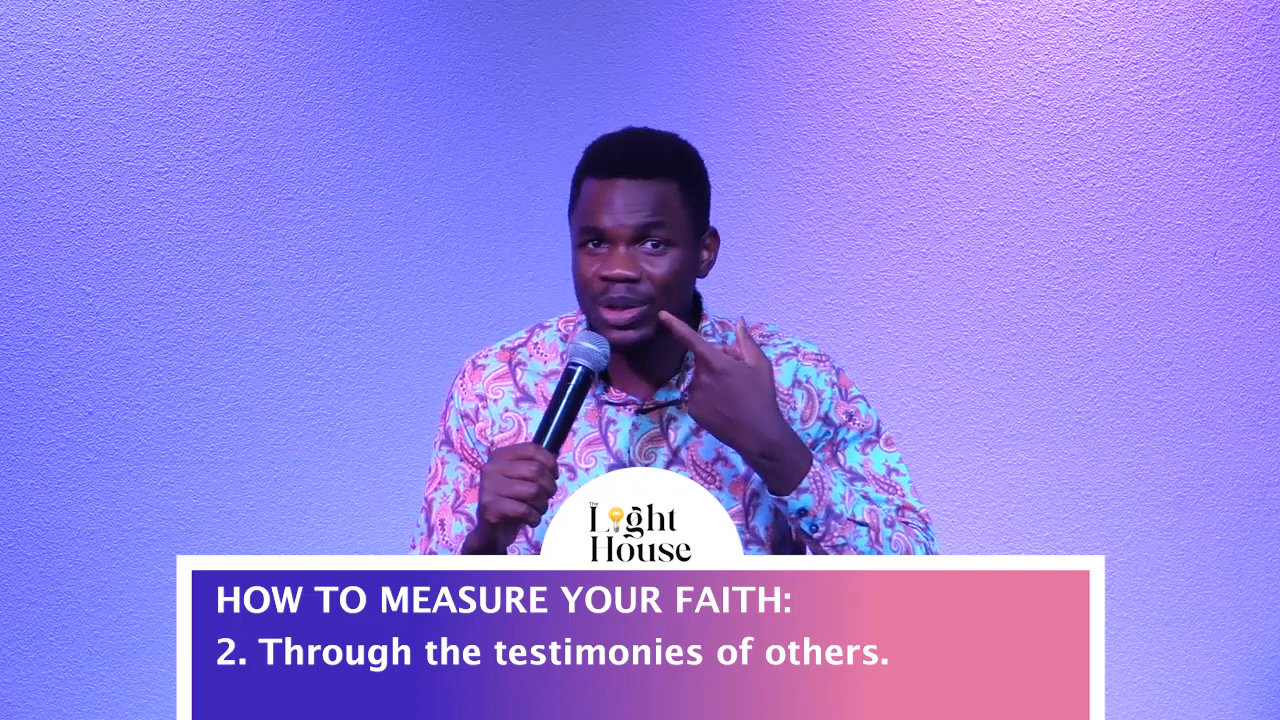 The
Light
House
HOW TO MEASURE YOUR FAITH:
2. Through the testimonies of others.